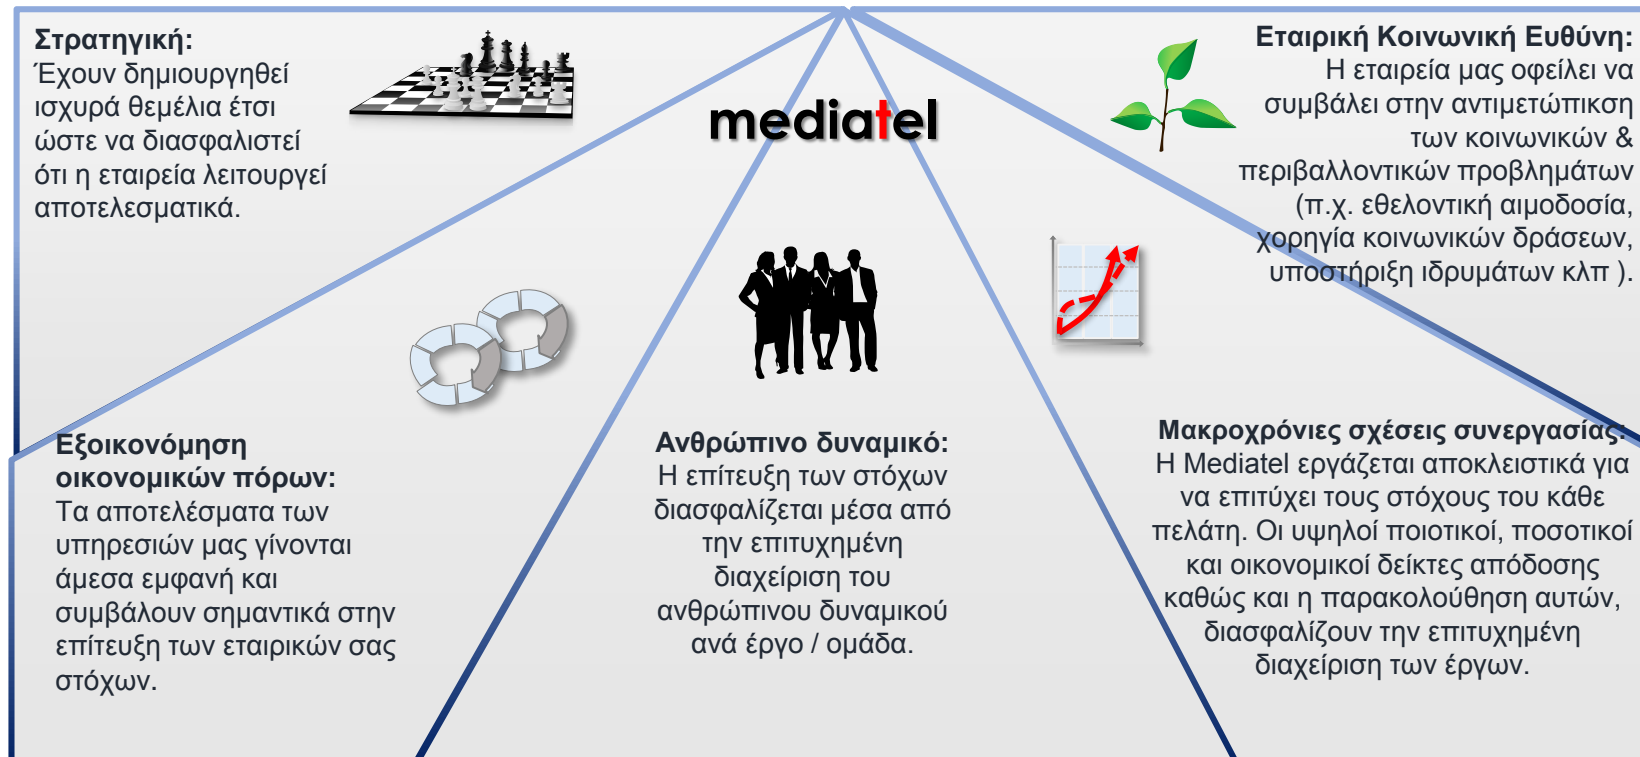 Στρατηγική:
Έχουν δημιουργηθεί
ισχυρά θεμέλια έτσι
ώστε να διασφαλιστεί
ότι η εταιρεία λειτουργεί
αποτελεσματικά.
mediatel
Εταιρική Κοινωνική Ευθύνη:
Η εταιρεία μας οφείλει να
συμβάλει στην αντιμετώπικση
των κοινωνικών &
περιβαλλοντικών προβλημάτων
(π.χ. εθελοντική αιμοδοσία,
χορηγία κοινωνικών δράσεων,
υποστήριξη ιδρυμάτων κλπ ).
Εξοικονόμηση
οικονομικών πόρων:
Τα αποτελέσματα των
υπηρεσιών μας γίνονται
άμεσα εμφανή και
συμβάλουν σημαντικά στην
επίτευξη των εταιρικών σας
στόχων.
Ανθρώπινο δυναμικό:
Η επίτευξη των στόχων
διασφαλίζεται μέσα από
την επιτυχημένη
διαχείριση του
ανθρώπινου δυναμικού
ανά έργο / ομάδα.
Μακροχρόνιες σχέσεις συνεργασίας:
Η Mediatel εργάζεται αποκλειστικά για
να επιτύχει τους στόχους του κάθε
πελάτη. Οι υψηλοί ποιοτικοί, ποσοτικοί
και οικονομικοί δείκτες απόδοσης
καθώς και η παρακολούθηση αυτών,
διασφαλίζουν την επιτυχημένη
διαχείριση των έργων.